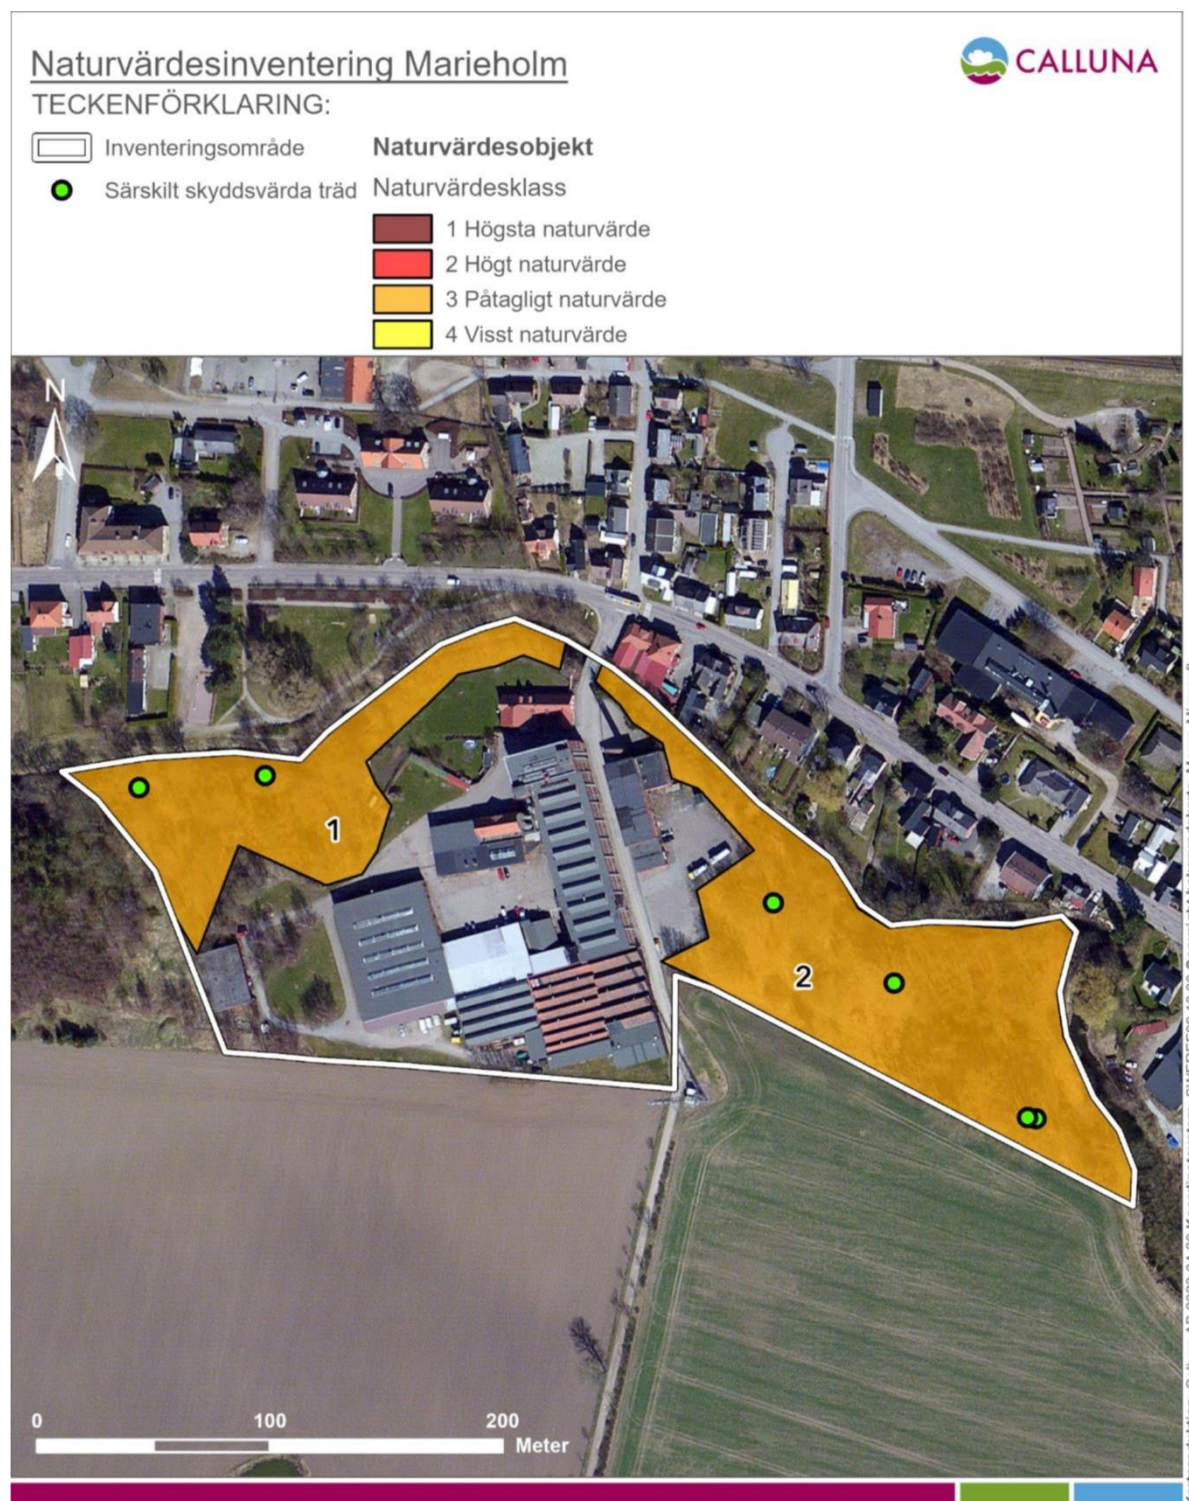 Naturvärdesinventering Marieholm
CALLUNA
TECKENFÖRKLARING:
Inventeringsområde
Särskilt skyddsvärda träd
Naturvärdesobjekt
Naturvärdesklass
1 Högsta naturvärde
2 Högt naturvärde
3 Påtagligt naturvärde
4 Visst naturvärde
N
1
2
0 100 200
Meter